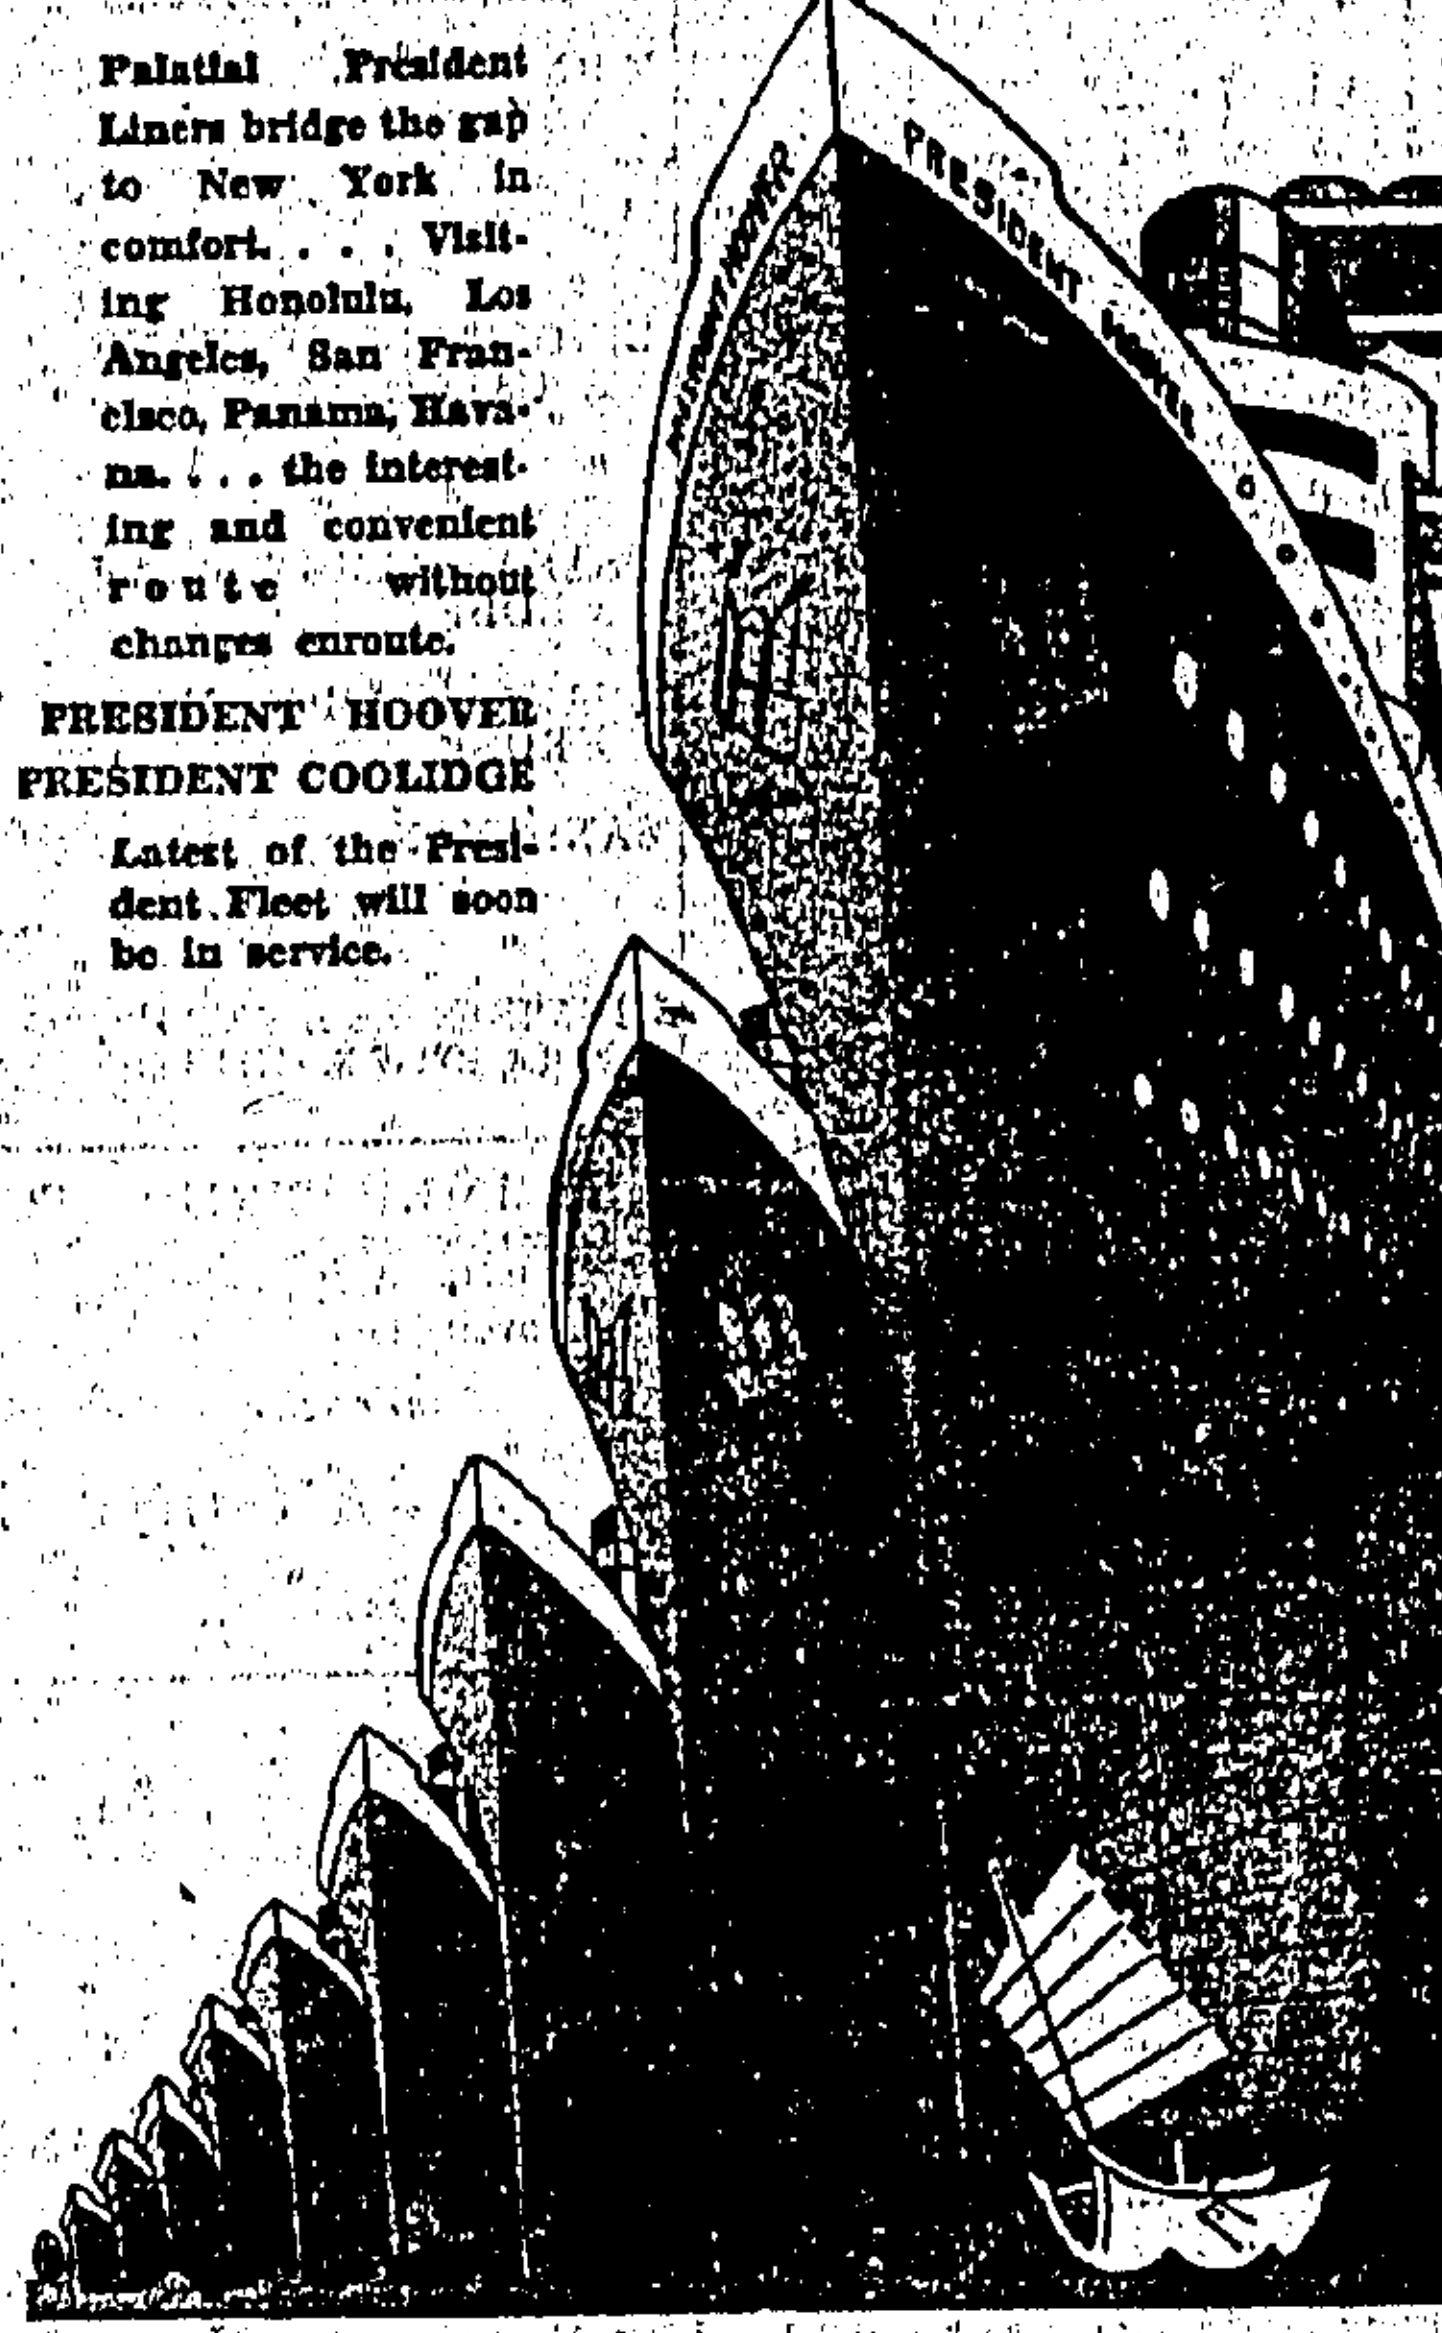 Palatial President
Liners bridge the gap
to New York in
comfort. . . . Visit-
ing Honolulu, Los
Angeles, San Fran-
cisco, Panama, Hava-
na. . . . the interest-
ing and convenient
route without
changes enroute.
PRESIDENT HOOVER
PRESIDENT COOLIDGE
Latest of the Presi-
dent Fleet will soon
be in service.
PRESIDENT HOOVER
PRESIDENT HOOVER